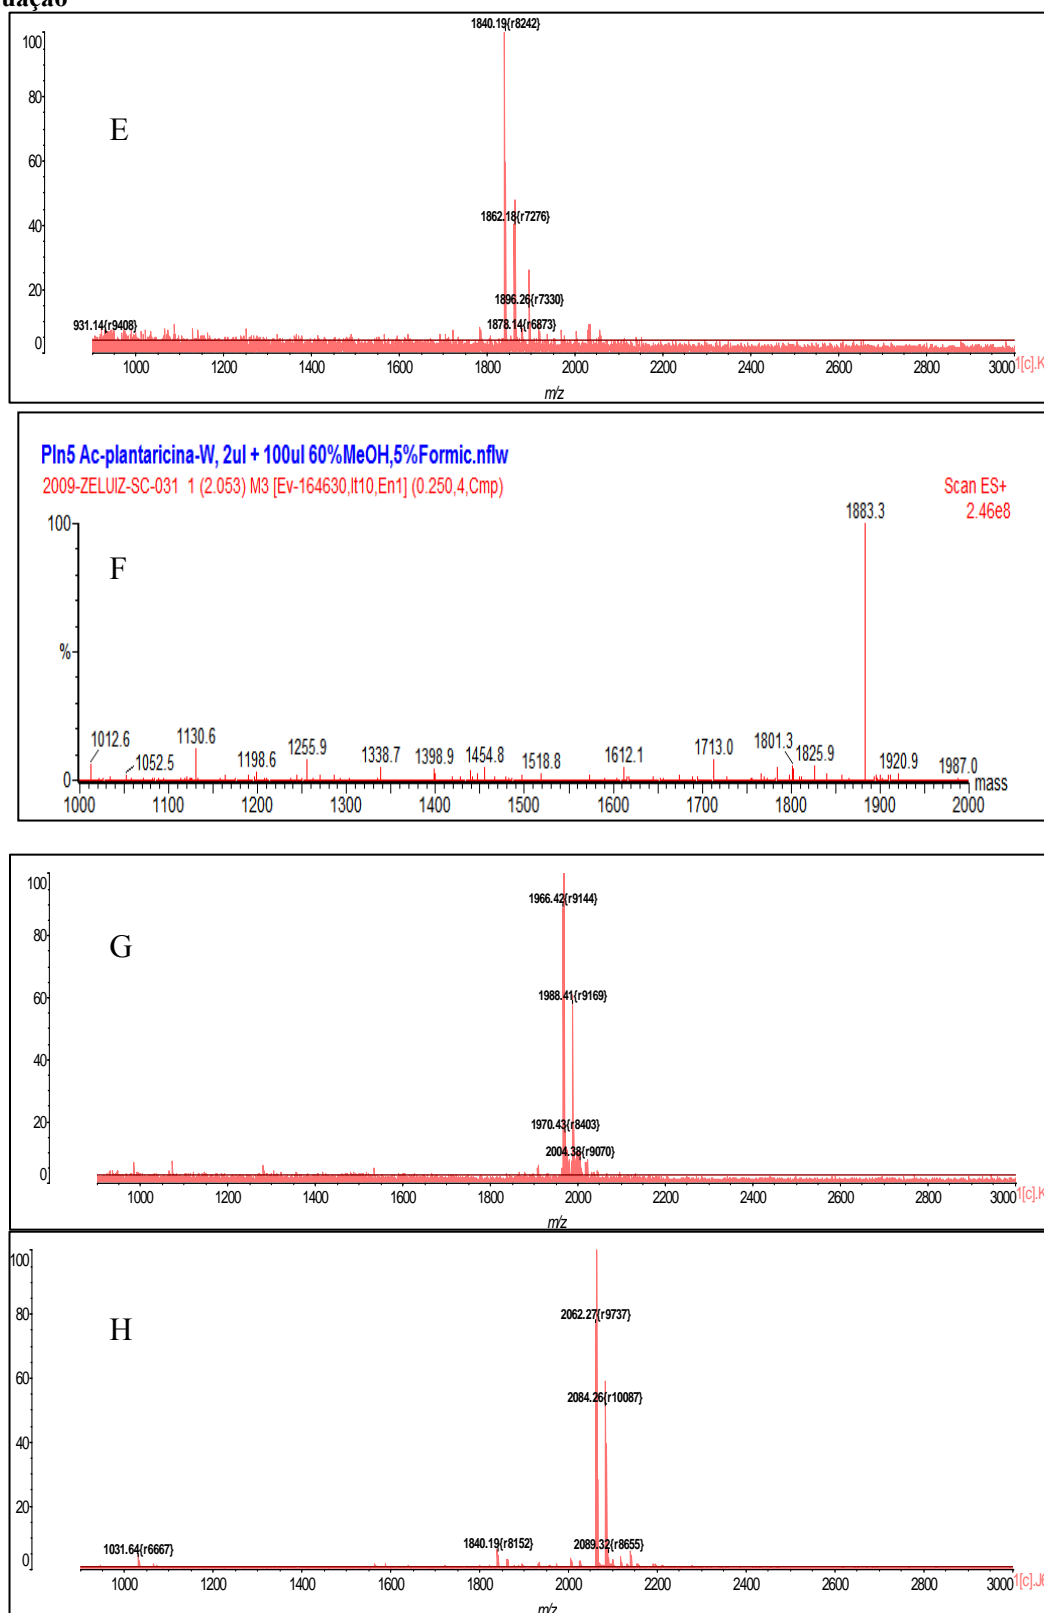 uação
1840.19{r8242}
100
80
60
40
20
0
E
1862.18{r7276}
1896.26{r7330}
1878.14{r6873}
931.14{r9408}
1000 1200 1400 1600 1800 2000 2200 2400 2600 2800 3000 1[c].K
m/z
Pln5 Ac-plantaricina-W, 2ul + 100ul 60%MeOH,5%Formic.nflw
2009-ZELUIZ-SC-031 1 (2.053) M3 [Ev-164630,It10,En1] (0.250,4,Cmp)
Scan ES+
2.46e8
100
%
0
F
1883.3
1012.6
1052.5
1130.6
1198.6
1255.9
1338.7
1398.9
1454.8
1518.8
1612.1
1713.0
1801.3
1825.9
1920.9
1987.0
mass
1000 1100 1200 1300 1400 1500 1600 1700 1800 1900 2000
100
80
60
40
20
0
G
1966.42{r9144}
1988.41{r9169}
1970.43{r8403}
2004.38{r9070}
1000 1200 1400 1600 1800 2000 2200 2400 2600 2800 3000 1[c].K
m/z
100
80
60
40
20
0
H
2062.27{r9737}
2084.26{r10087}
1031.64{r6667}
1840.19{r8152}
2089.32{r8655}
1000 1200 1400 1600 1800 2000 2200 2400 2600 2800 3000 1[c].J6
m/z